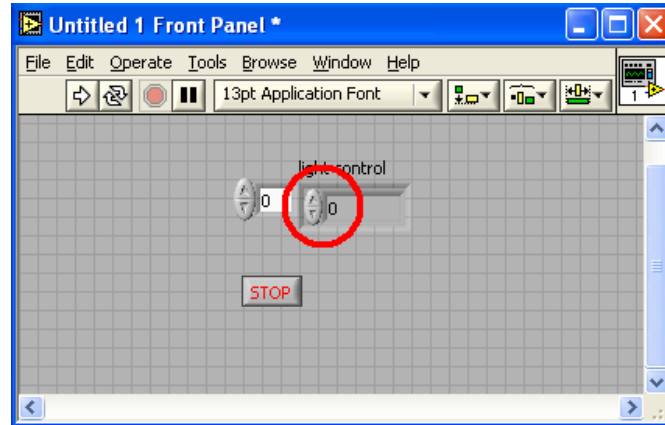 Untitled 1 Front Panel *
File Edit Operate Tools Browse Window Help
13pt Application Font
1
light control
0
0
STOP